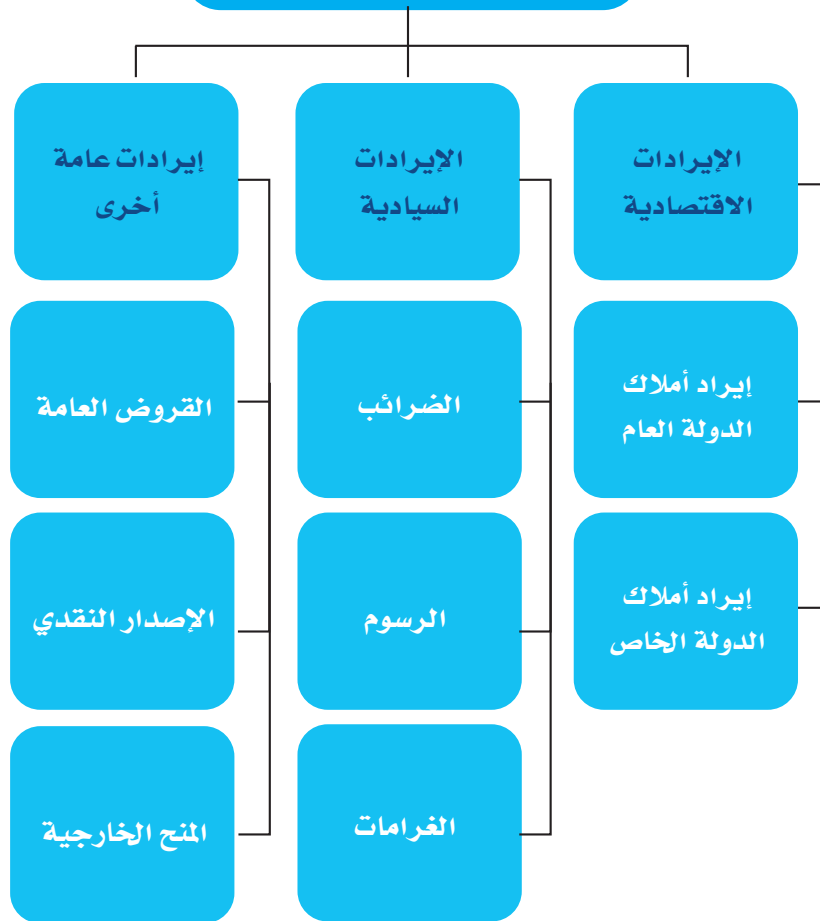 الإيرادات
الاقتصادية
إيراد أملاك
الدولة العام
إيراد أملاك
الدولة الخاص
الإيرادات
السيادية
الضرائب
الرسوم
الغرامات
إيرادات عامة
أخرى
القروض العامة
الإصدار النقدي
المنح الخارجية